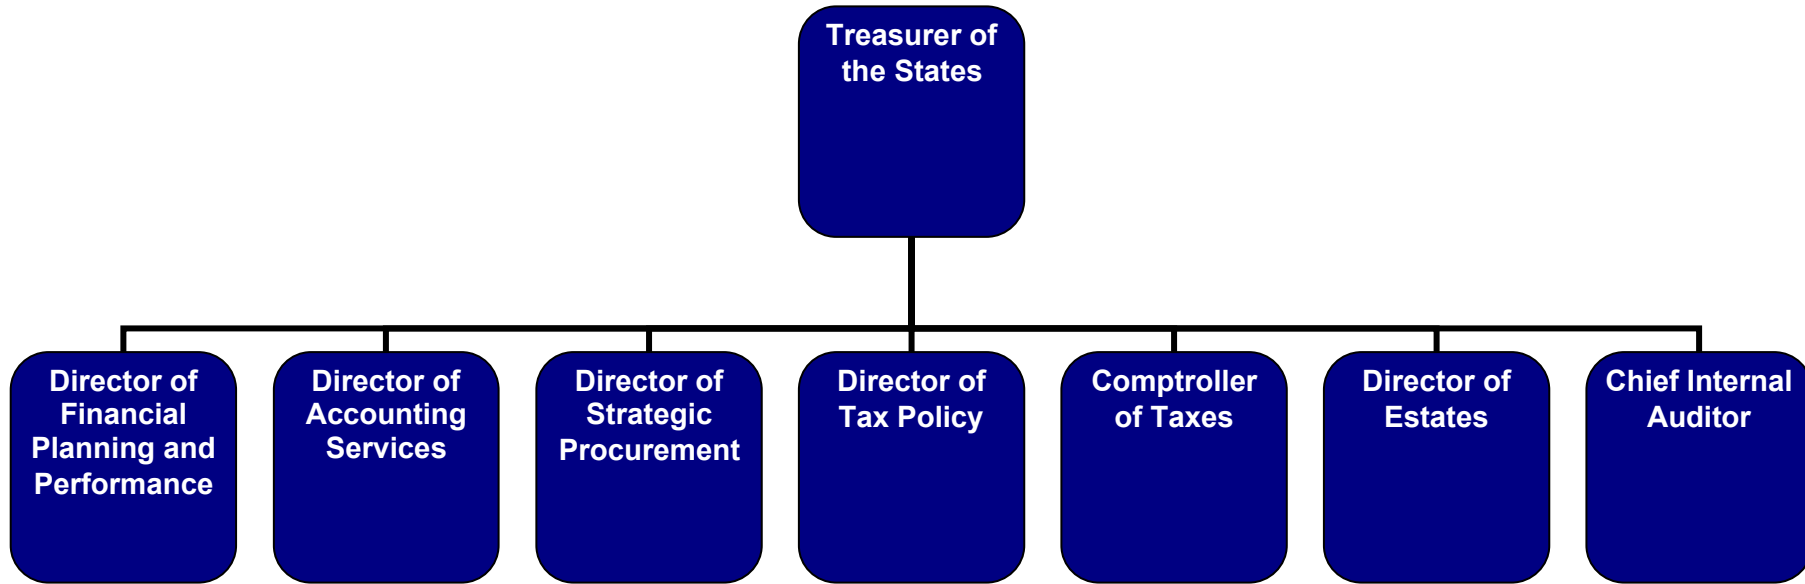 Treasurer of
the States
Director of
Financial
Planning and
Performance
Director of
Accounting
Services
Director of
Strategic
Procurement
Director of
Tax Policy
Comptroller
of Taxes
Director of
Estates
Chief Internal
Auditor